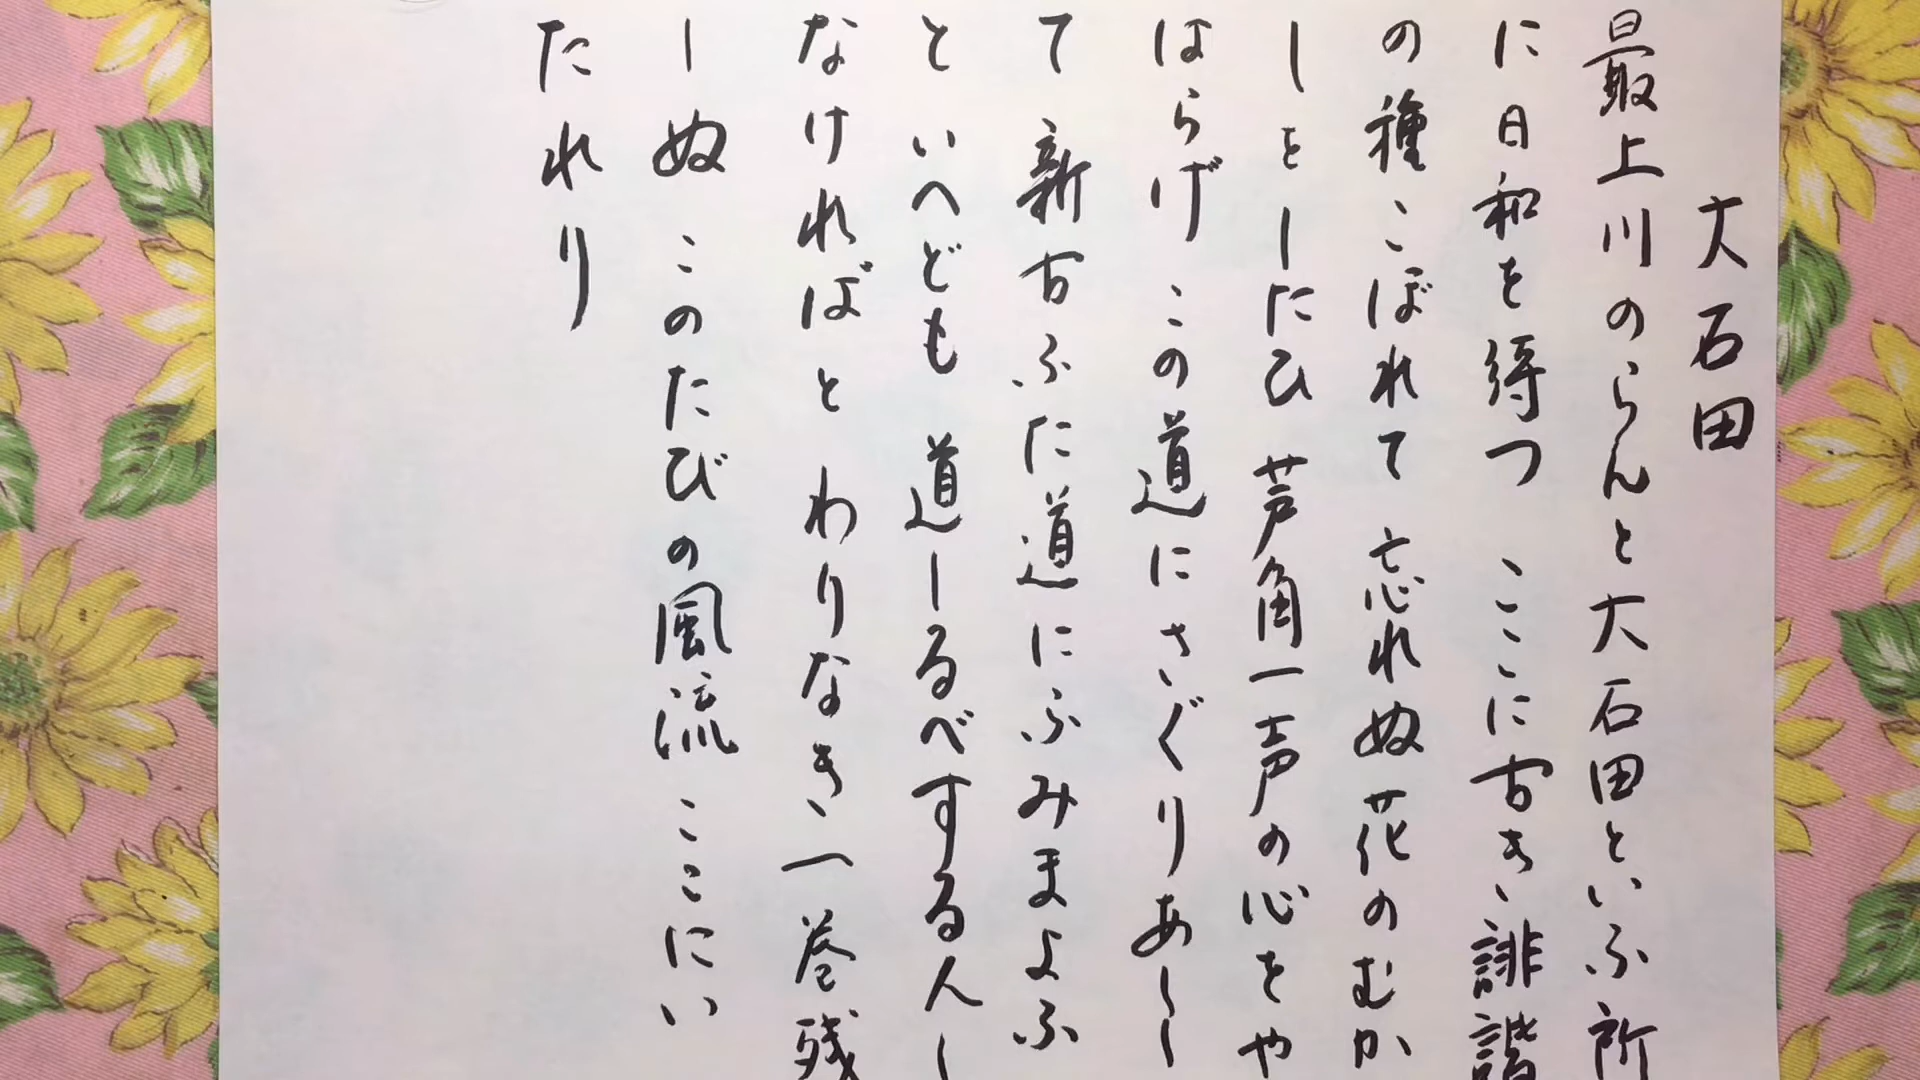 大石田
最上川のらんと大石田といふ所
に日和を待つ ここに古き誹諧
の種こぼれて 忘れぬ花のむか
しをしたひ 芦角一声の心をや
はらげ この道にさぐりあし
て 新古ふた道にふみまよふ
といへども 道しるべする人し
なければと わりなき一巻残
しぬ このたびの風流 ここにい
たれり